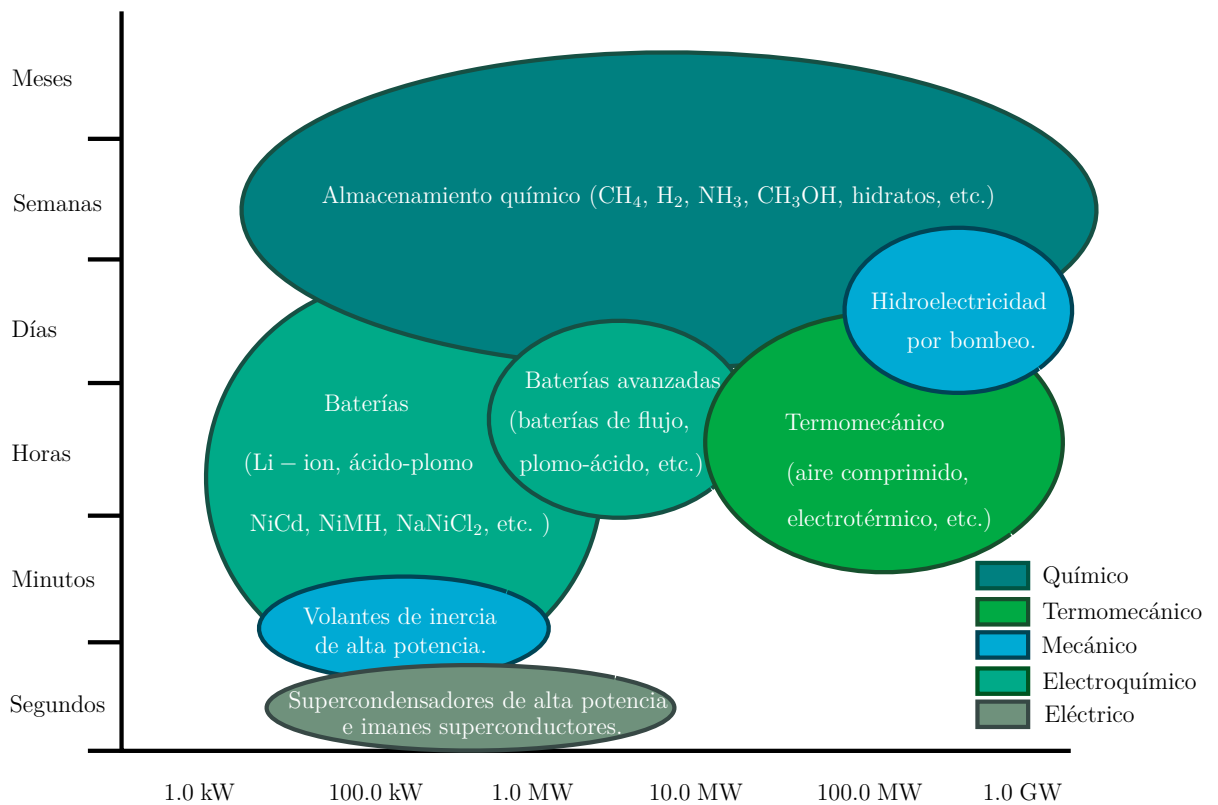 Meses
Semanas
Días
Horas
Minutos
Segundos
Almacenamiento químico (CH₄, H₂, NH₃, CH₃OH, hidratos, etc.)
Hidroelectricidad
por bombeo.
Baterías
(Li − ion, ácido-plomo
NiCd, NiMH, NaNiCl₂, etc. )
Baterías avanzadas
(baterías de flujo,
plomo-ácido, etc.)
Termomecánico
(aire comprimido,
electrotérmico, etc.)
Volantes de inercia
de alta potencia.
Supercondensadores de alta potencia
e imanes superconductores.
Químico
Termomecánico
Mecánico
Electroquímico
Eléctrico
1.0 kW 100.0 kW 1.0 MW 10.0 MW 100.0 MW 1.0 GW